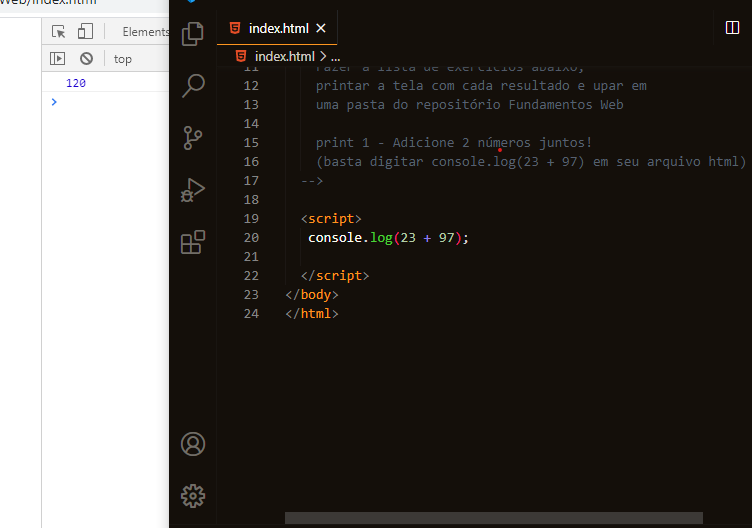 Web/index.html
Elements
top
120
index.html
index.html > ...
11 Fazer a lista de exercícios abaixo,
12 printar a tela com cada resultado e upar em
13 uma pasta do repositório Fundamentos Web
14
15 print 1 - Adicione 2 números juntos!
16 (basta digitar console.log(23 + 97) em seu arquivo html)
17 -->
18
19 <script>
20 console.log(23 + 97);
21
22 </script>
23 </body>
24 </html>